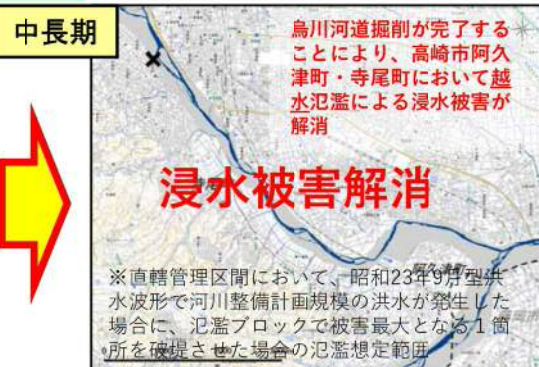 中長期
烏川河道掘削が完了する
ことにより、高崎市阿久
津町・寺尾町において越
水氾濫による浸水被害が
解消
浸水被害解消
阿久津町
※直轄管理区間において、昭和23年9月型洪
水波形で河川整備計画規模の洪水が発生した
場合に、氾濫ブロックで被害最大となる1箇
所を破堤させた場合の氾濫想定範囲